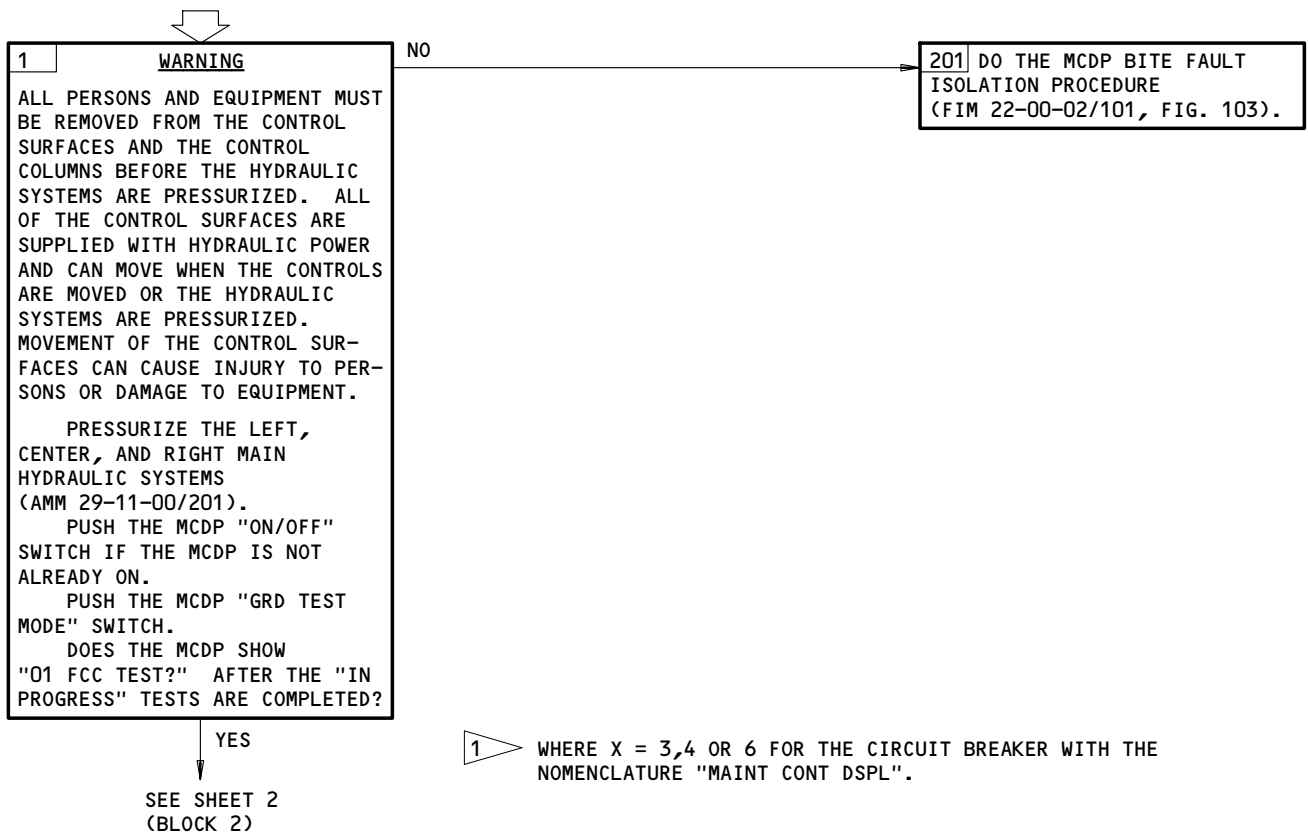 1 WARNING
ALL PERSONS AND EQUIPMENT MUST
BE REMOVED FROM THE CONTROL
SURFACES AND THE CONTROL
COLUMNS BEFORE THE HYDRAULIC
SYSTEMS ARE PRESSURIZED.  ALL
OF THE CONTROL SURFACES ARE
SUPPLIED WITH HYDRAULIC POWER
AND CAN MOVE WHEN THE CONTROLS
ARE MOVED OR THE HYDRAULIC
SYSTEMS ARE PRESSURIZED.
MOVEMENT OF THE CONTROL SUR-
FACES CAN CAUSE INJURY TO PER-
SONS OR DAMAGE TO EQUIPMENT.
PRESSURIZE THE LEFT,
CENTER, AND RIGHT MAIN
HYDRAULIC SYSTEMS
(AMM 29-11-00/201).
PUSH THE MCDP "ON/OFF"
SWITCH IF THE MCDP IS NOT
ALREADY ON.
PUSH THE MCDP "GRD TEST
MODE" SWITCH.
DOES THE MCDP SHOW
"01 FCC TEST?"  AFTER THE "IN
PROGRESS" TESTS ARE COMPLETED?
NO
201 DO THE MCDP BITE FAULT
ISOLATION PROCEDURE
(FIM 22-00-02/101, FIG. 103).
YES
SEE SHEET 2
(BLOCK 2)
1 WHERE X = 3,4 OR 6 FOR THE CIRCUIT BREAKER WITH THE
NOMENCLATURE "MAINT CONT DSPL".